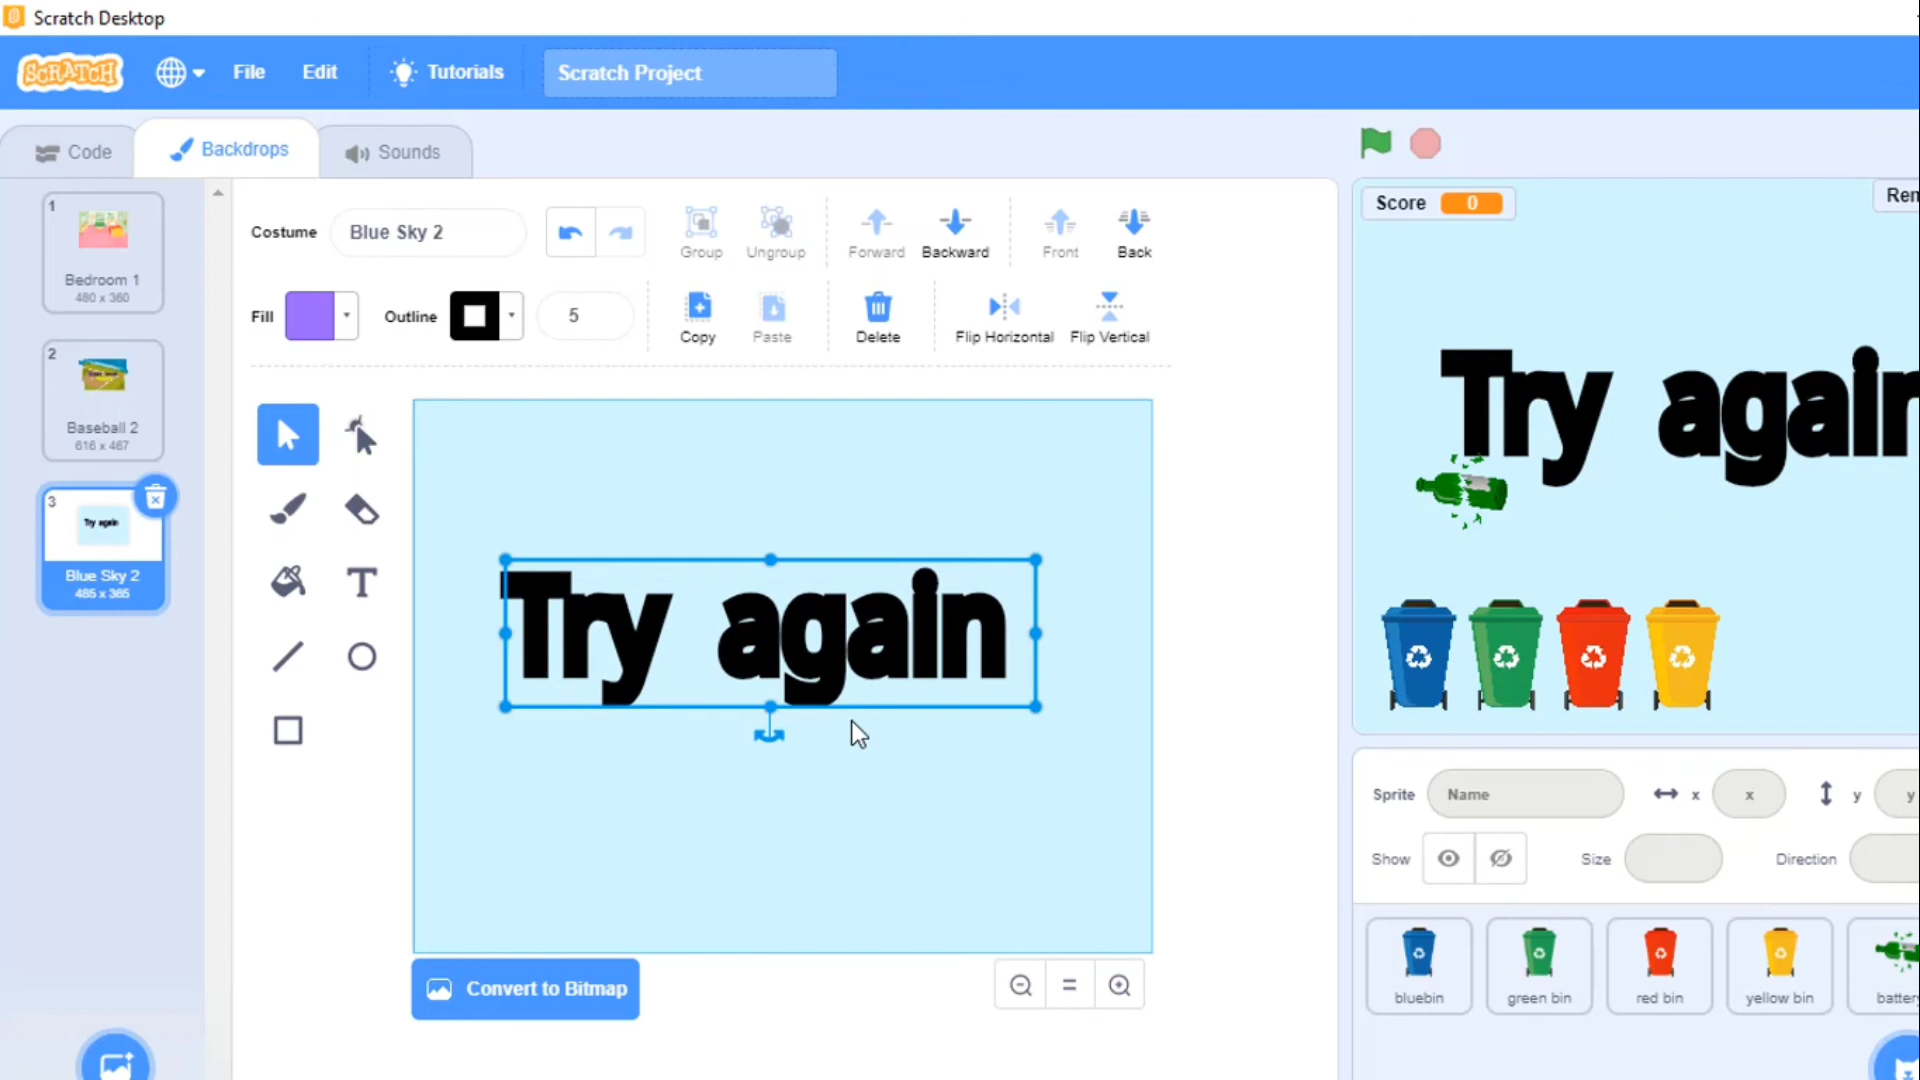 Scratch Desktop
SCRATCH File Edit Tutorials Scratch Project
Code Backdrops Sounds
1
Bedroom 1
480 x 360
2
Baseball 2
616 x 467
3
Try again
Blue Sky 2
485 x 365
Costume Blue Sky 2
Group Ungroup Forward Backward Front Back
Fill Outline 5
Copy Paste Delete Flip Horizontal Flip Vertical
T
Try again
Convert to Bitmap
Score 0
Try again
Sprite Name x x y y
Show Size Direction
bluebin green bin red bin yellow bin